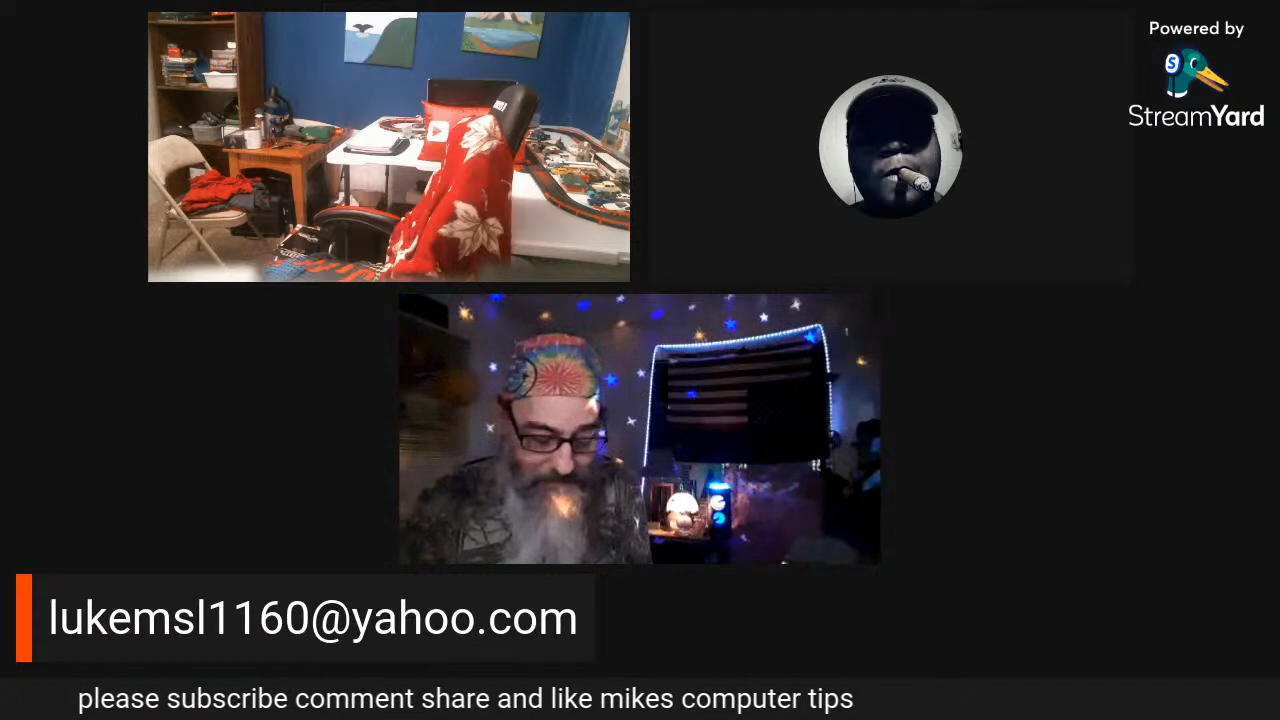 Powered by
StreamYard
lukemsl1160@yahoo.com
please subscribe comment share and like mikes computer tips